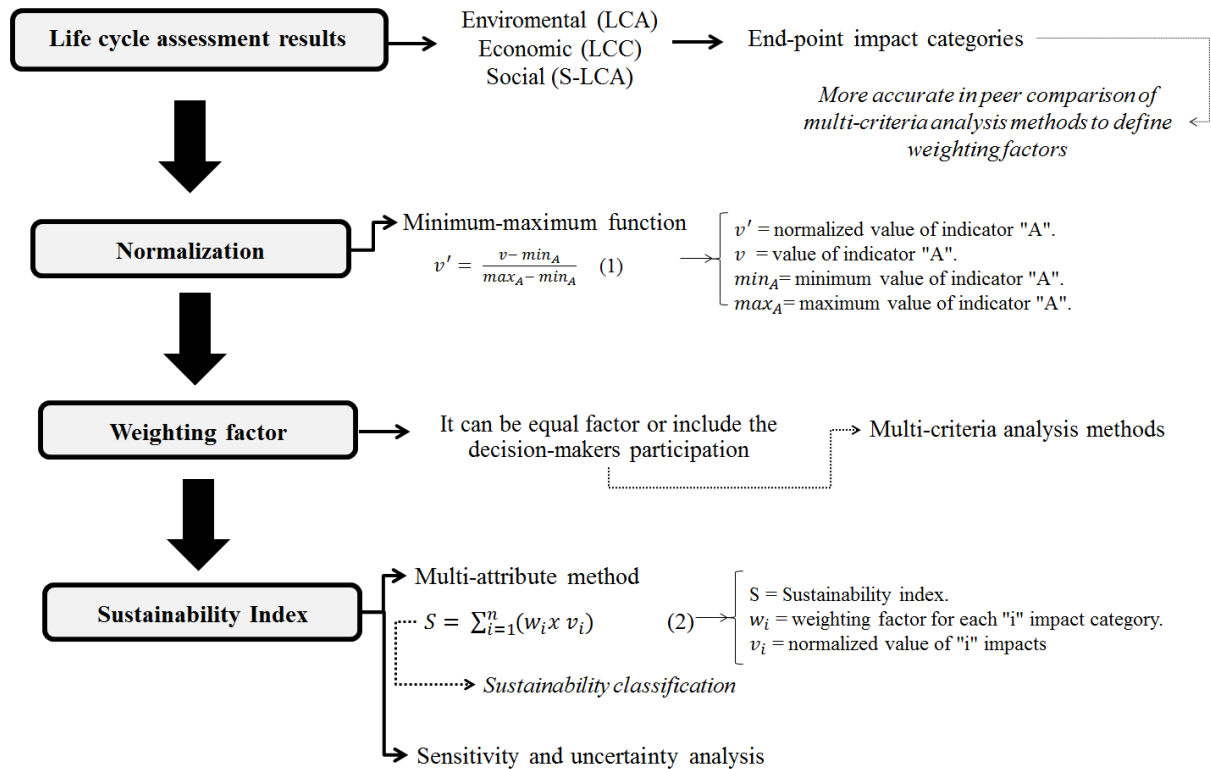 Life cycle assessment results
Enviromental (LCA)
Economic (LCC)
Social (S-LCA)
End-point impact categories
More accurate in peer comparison of
multi-criteria analysis methods to define
weighting factors
Normalization
Minimum-maximum function
v′ = (v − min_A) / (max_A − min_A) (1)
v′ = normalized value of indicator "A".
v = value of indicator "A".
min_A = minimum value of indicator "A".
max_A = maximum value of indicator "A".
Weighting factor
It can be equal factor or include the
decision-makers participation
Multi-criteria analysis methods
Sustainability Index
Multi-attribute method
S = ∑_{i=1}^{n}(w_i x v_i) (2)
S = Sustainability index.
w_i = weighting factor for each "i" impact category.
v_i = normalized value of "i" impacts
Sustainability classification
Sensitivity and uncertainty analysis